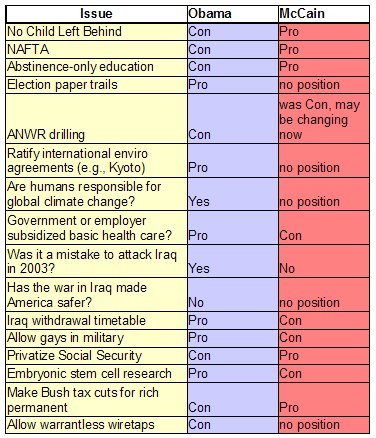 Issue Obama McCain
No Child Left Behind Con Pro
NAFTA Con Pro
Abstinence-only education Con Pro
Election paper trails Pro no position
was Con, may
be changing
ANWR drilling Con now
Ratify international enviro
agreements (e.g., Kyoto) Pro no position
Are humans responsible for
global climate change? Yes no position
Government or employer
subsidized basic health care? Pro Con
Was it a mistake to attack Iraq
in 2003? Yes No
Has the war in Iraq made
America safer? No no position
Iraq withdrawal timetable Pro Con
Allow gays in military Pro Con
Privatize Social Security Con Pro
Embryonic stem cell research Pro Con
Make Bush tax cuts for rich
permanent Con Pro
Allow warrantless wiretaps Con no position